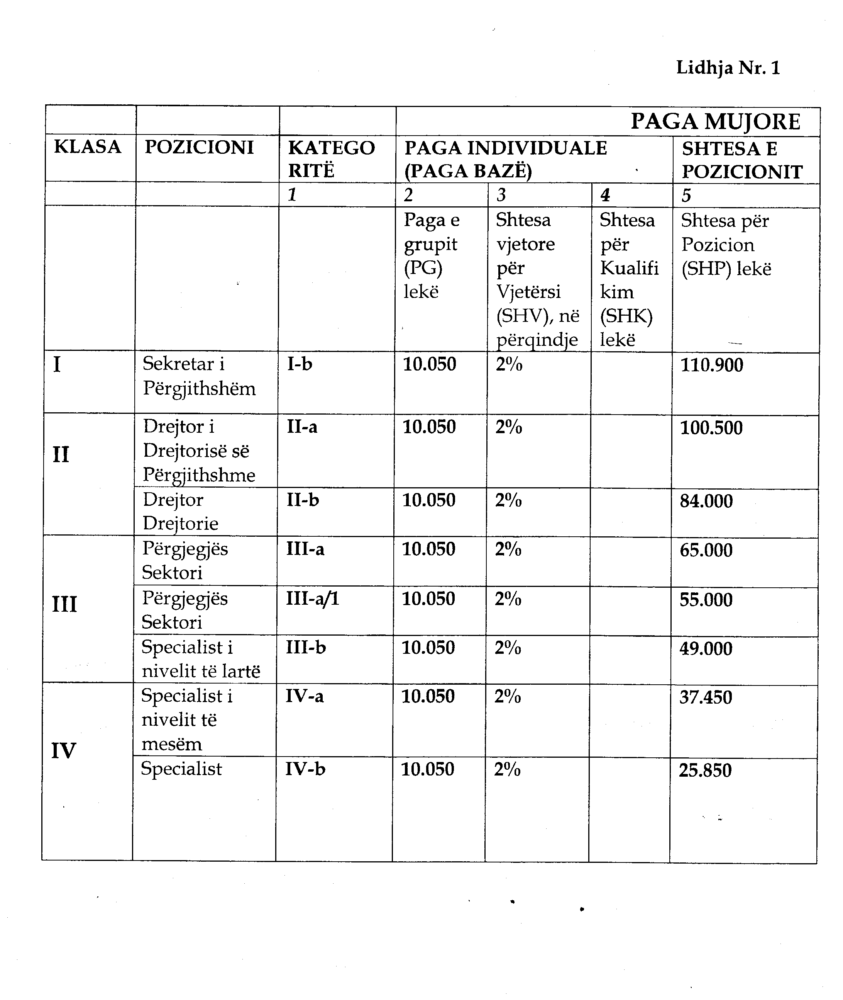 Lidhja Nr. 1
PAGA MUJORE
KLASA POZICIONI KATEGO PAGA INDIVIDUALE SHTESA E
RITË (PAGA BAZË) POZICIONIT
1 2 3 4 5
Paga e Shtesa Shtesa Shtesa për
grupit vjetore për Pozicion
(PG) për Kualifi (SHP) lekë
lekë Vjetërsi kim
(SHV), në (SHK)
përqindje lekë
I Sekretar i I-b 10.050 2% 110.900
Përgjithshëm
Drejtor i II-a 10.050 2% 100.500
II Drejtorisë së
Përgjithshme
Drejtor II-b 10.050 2% 84.000
Drejtorie
Përgjegjës III-a 10.050 2% 65.000
Sektori
III Përgjegjës III-a/1 10.050 2% 55.000
Sektori
Specialist i III-b 10.050 2% 49.000
nivelit të lartë
Specialist i IV-a 10.050 2% 37.450
nivelit të
IV mesëm
Specialist IV-b 10.050 2% 25.850